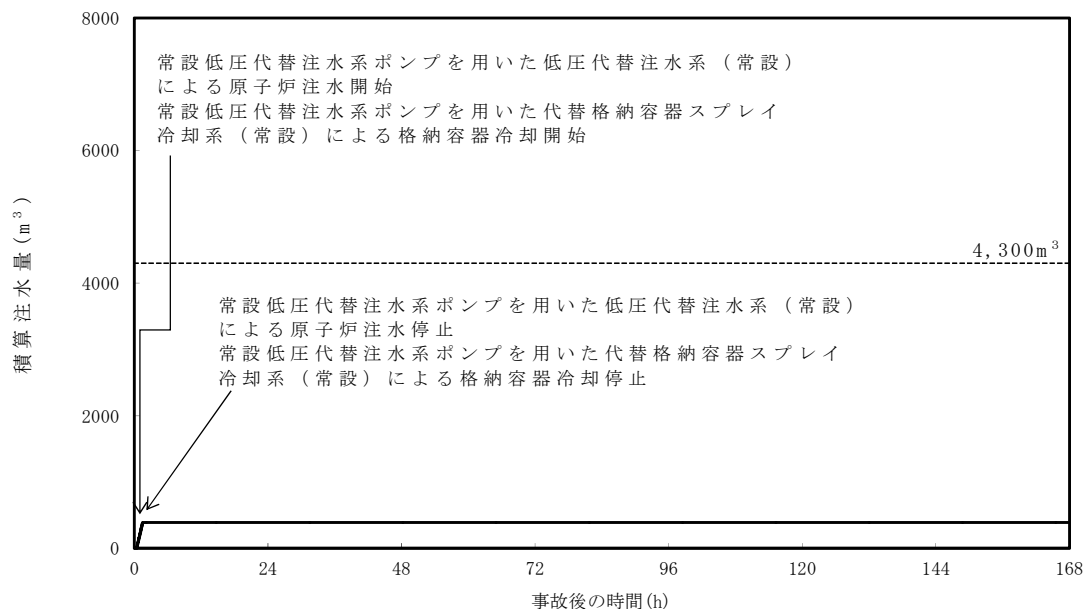 8000
常設低圧代替注水系ポンプを用いた低圧代替注水系(常設)
による原子炉注水開始
常設低圧代替注水系ポンプを用いた代替格納容器スプレイ
冷却系(常設)による格納容器冷却開始
6000
積算注水量(m³)
4,300m³
4000
常設低圧代替注水系ポンプを用いた低圧代替注水系(常設)
による原子炉注水停止
常設低圧代替注水系ポンプを用いた代替格納容器スプレイ
冷却系(常設)による格納容器冷却停止
2000
0
0 24 48 72 96 120 144 168
事故後の時間(h)